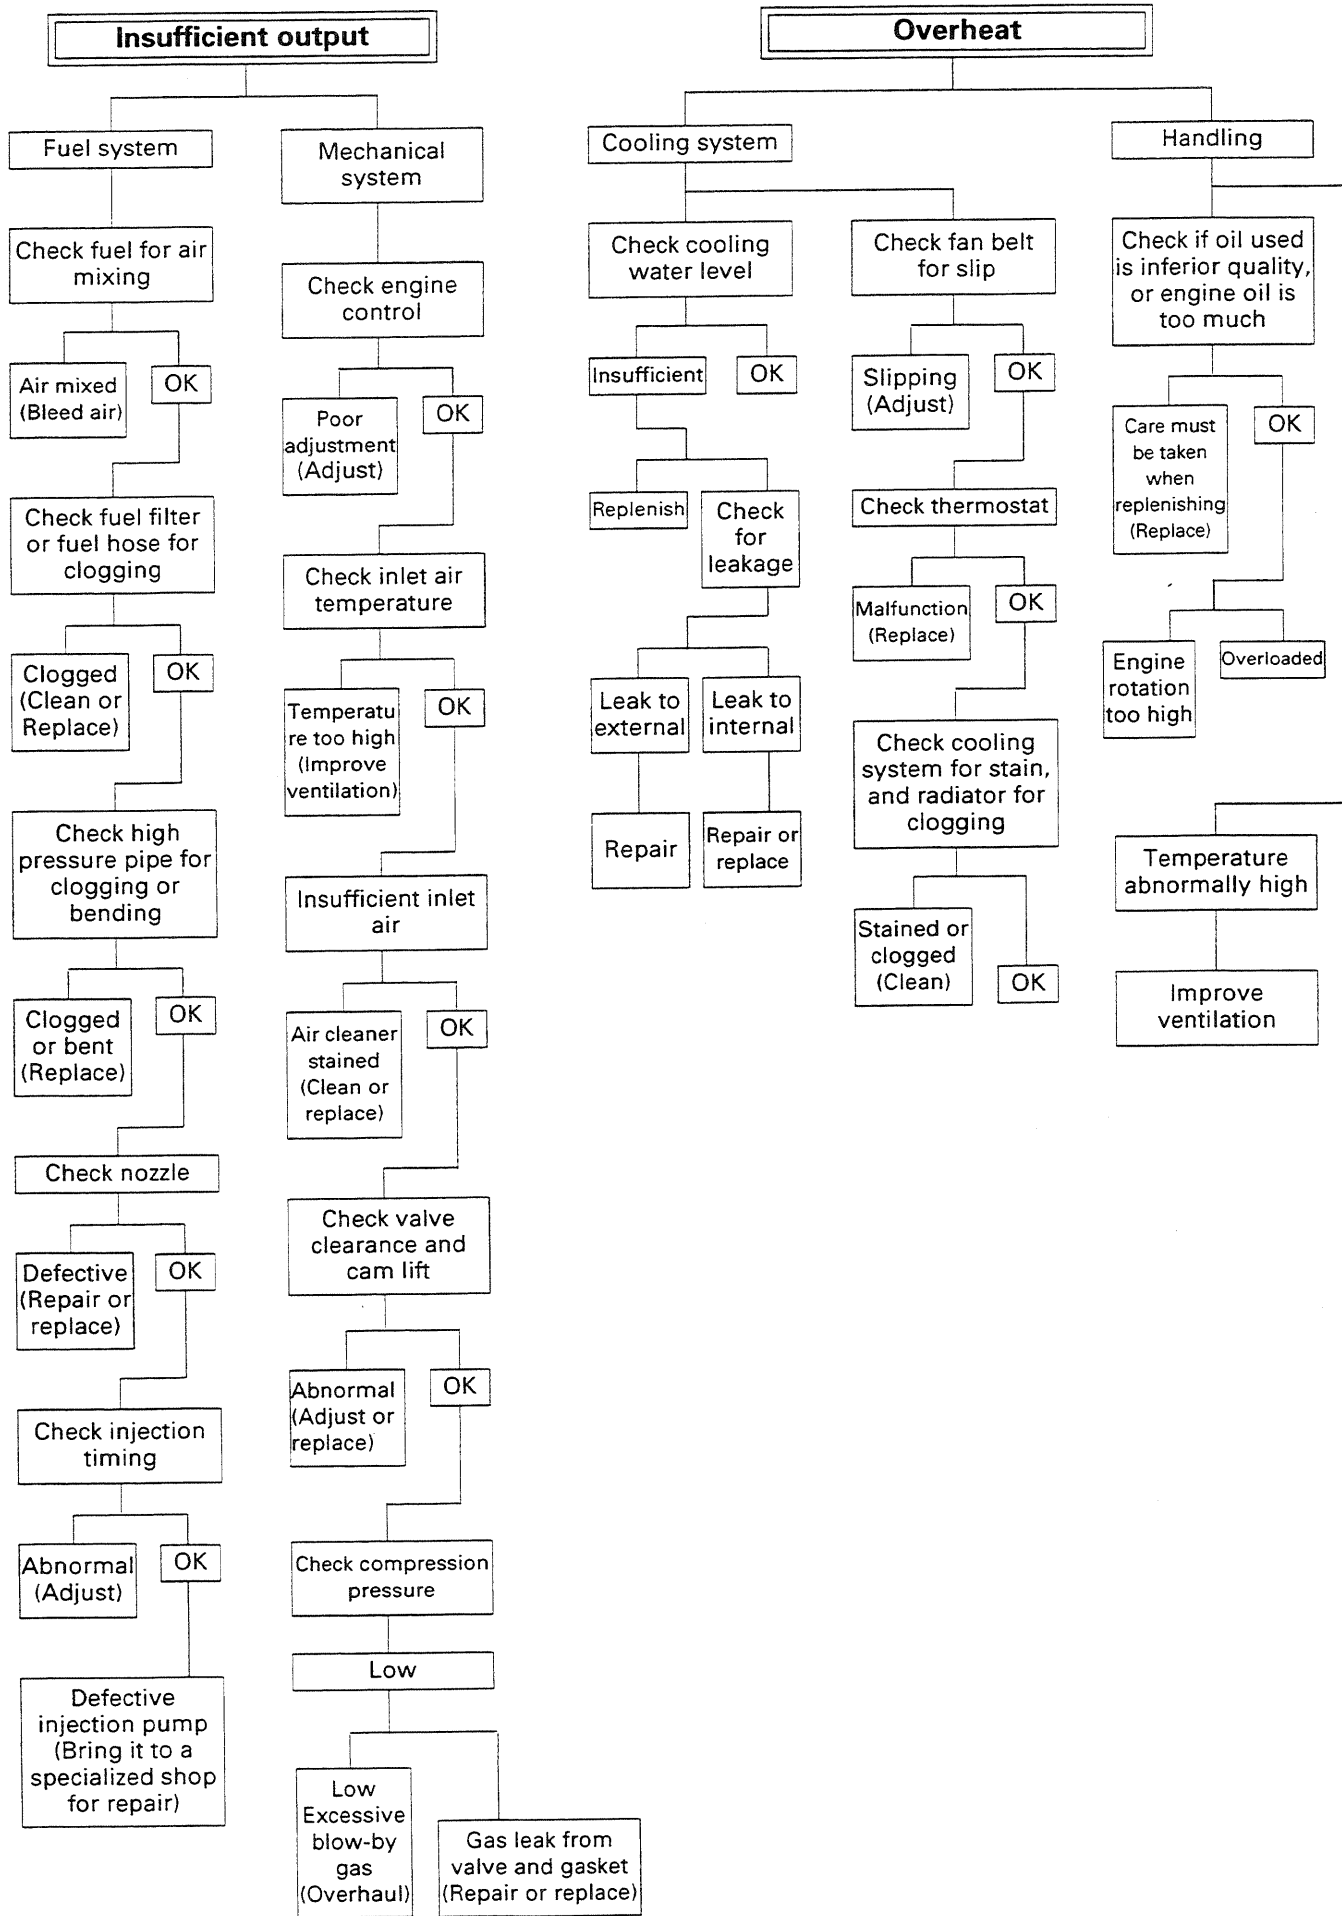 Insufficient output
Fuel system
Check fuel for air
mixing
Air mixed
(Bleed air)
OK
Check fuel filter
or fuel hose for
clogging
Clogged
(Clean or
Replace)
OK
Check high
pressure pipe for
clogging or
bending
Clogged
or bent
(Replace)
OK
Check nozzle
Defective
(Repair or
replace)
OK
Check injection
timing
Abnormal
(Adjust)
OK
Defective
injection pump
(Bring it to a
specialized shop
for repair)
Mechanical
system
Check engine
control
Poor
adjustment
(Adjust)
OK
Check inlet air
temperature
Temperatu
re too high
(Improve
ventilation)
OK
Insufficient inlet
air
Air cleaner
stained
(Clean or
replace)
OK
Check valve
clearance and
cam lift
Abnormal
(Adjust or
replace)
OK
Check compression
pressure
Low
Low
Excessive
blow-by
gas
(Overhaul)
Gas leak from
valve and gasket
(Repair or replace)
Overheat
Cooling system
Check cooling
water level
Insufficient
OK
Replenish
Check
for
leakage
Leak to
external
Leak to
internal
Repair
Repair or
replace
Check fan belt
for slip
Slipping
(Adjust)
OK
Check thermostat
Malfunction
(Replace)
OK
Check cooling
system for stain,
and radiator for
clogging
Stained or
clogged
(Clean)
OK
Handling
Check if oil used
is inferior quality,
or engine oil is
too much
Care must
be taken
when
replenishing
(Replace)
OK
Engine
rotation
too high
Overloaded
Temperature
abnormally high
Improve
ventilation